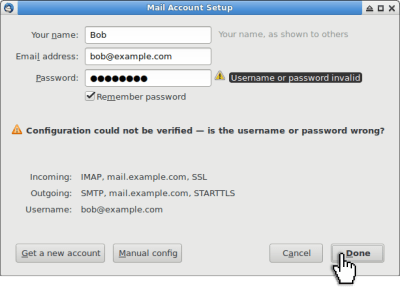 Mail Account Setup
Your name: Bob Your name, as shown to others
Email address: bob@example.com
Password: ●●●●●●●● Username or password invalid
Remember password
Configuration could not be verified — is the username or password wrong?
Incoming: IMAP, mail.example.com, SSL
Outgoing: SMTP, mail.example.com, STARTTLS
Username: bob@example.com
Get a new account Manual config Cancel Done